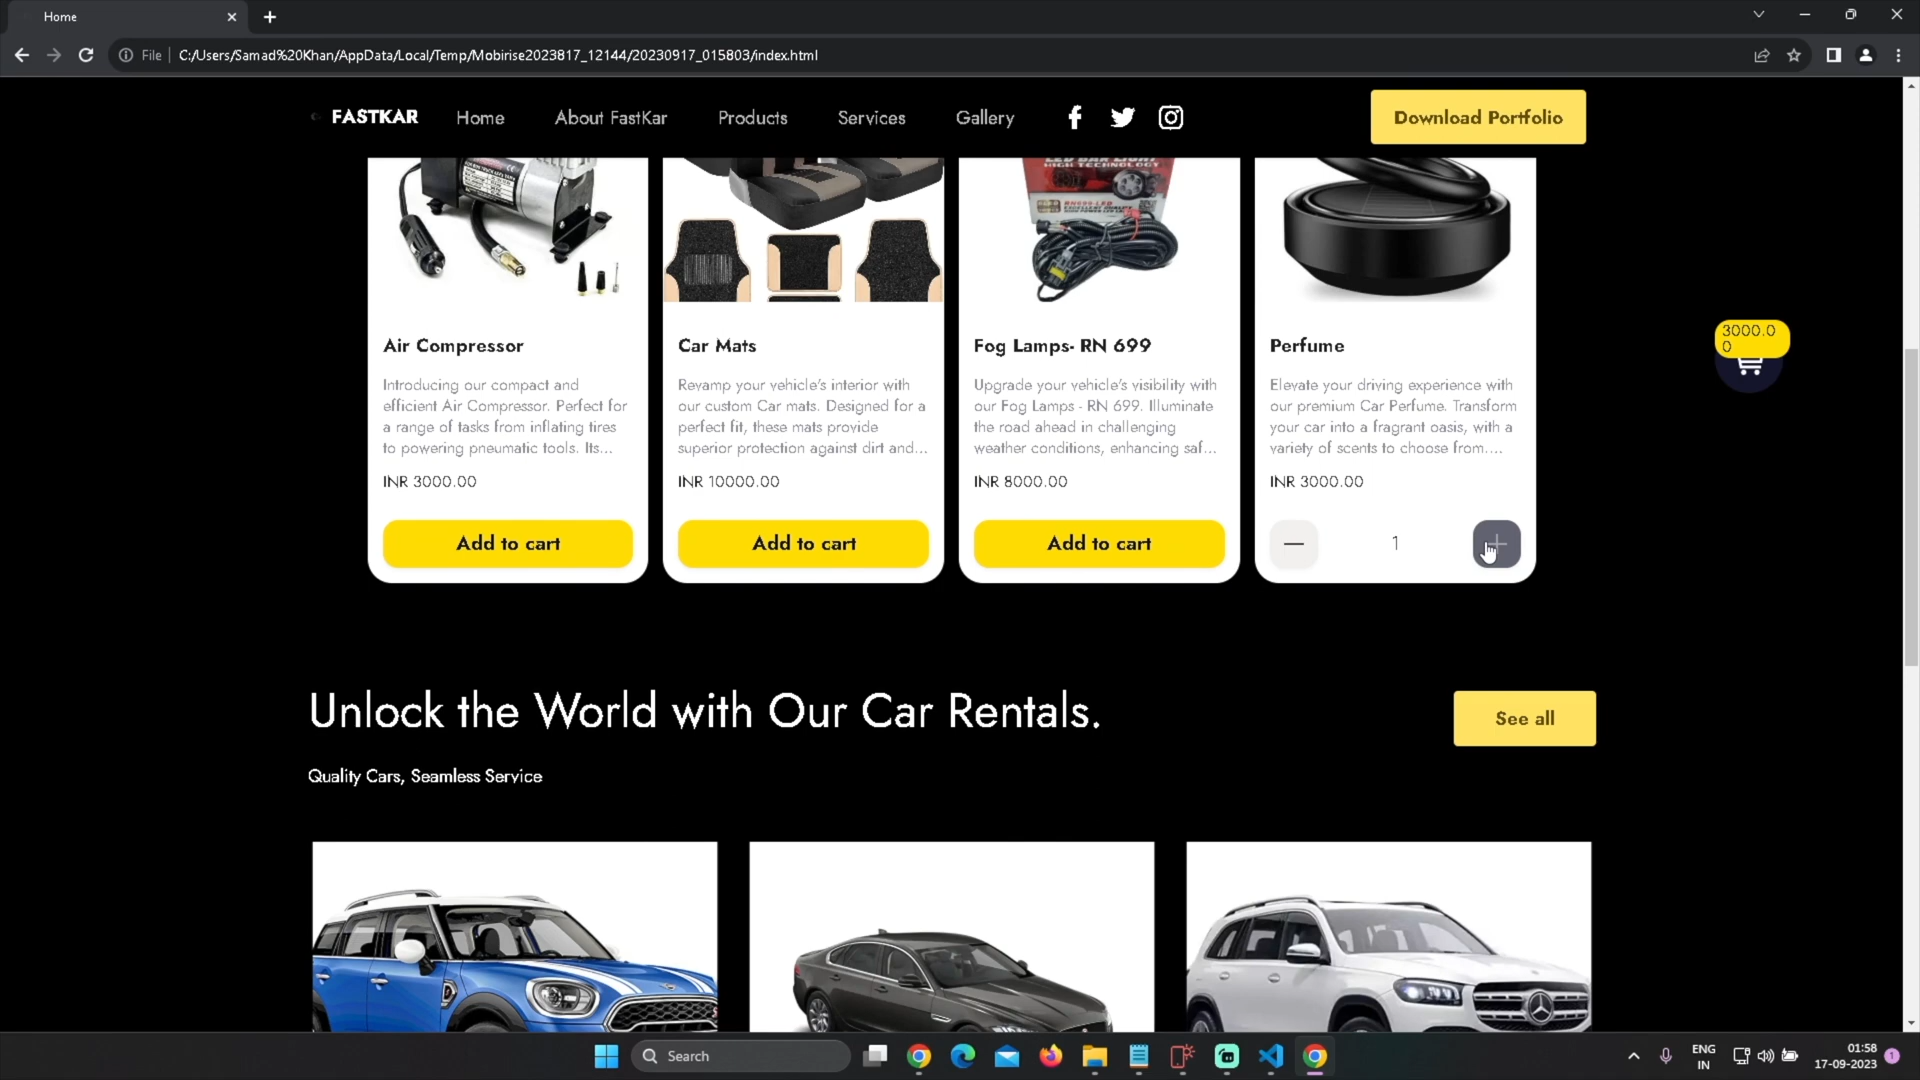 Home
File
C:/Users/Samad%20Khan/AppData/Local/Temp/Mobirise2023817_12144/20230917_015803/index.html
FASTKAR
Home
About FastKar
Products
Services
Gallery
Download Portfolio
LED BAR LIGHT
HIGH TECHNOLOGY
RN699-LED
3000.0
0
Air Compressor
Introducing our compact and
efficient Air Compressor. Perfect for
a range of tasks from inflating tires
to powering pneumatic tools. Its...
INR 3000.00
Add to cart
Car Mats
Revamp your vehicle's interior with
our custom Car mats. Designed for a
perfect fit, these mats provide
superior protection against dirt and...
INR 10000.00
Add to cart
Fog Lamps- RN 699
Upgrade your vehicle's visibility with
our Fog Lamps - RN 699. Illuminate
the road ahead in challenging
weather conditions, enhancing saf...
INR 8000.00
Add to cart
Perfume
Elevate your driving experience with
our premium Car Perfume. Transform
your car into a fragrant oasis, with a
variety of scents to choose from....
INR 3000.00
1
Unlock the World with Our Car Rentals.
See all
Quality Cars, Seamless Service
Search
ENG
IN
01:58
17-09-2023
1